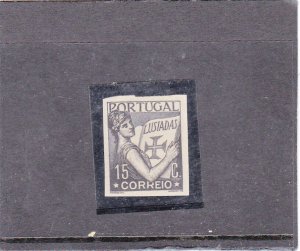 PORTUGAL
LUSIADAS
15 C.
CORREIO